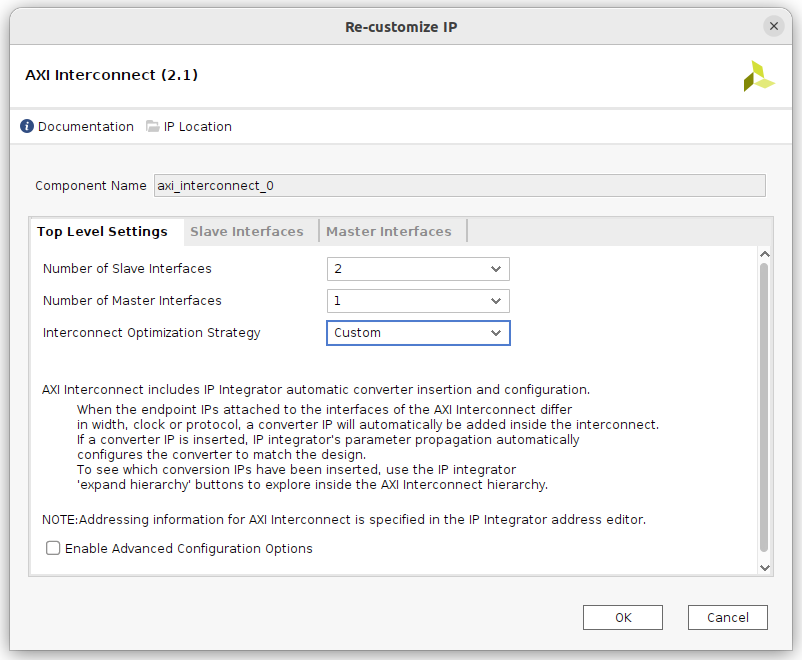 Re-customize IP
AXI Interconnect (2.1)
Documentation IP Location
Component Name axi_interconnect_0
Top Level Settings Slave Interfaces Master Interfaces
Number of Slave Interfaces 2
Number of Master Interfaces 1
Interconnect Optimization Strategy Custom
AXI Interconnect includes IP Integrator automatic converter insertion and configuration.
When the endpoint IPs attached to the interfaces of the AXI Interconnect differ
in width, clock or protocol, a converter IP will automatically be added inside the interconnect.
If a converter IP is inserted, IP integrator's parameter propagation automatically
configures the converter to match the design.
To see which conversion IPs have been inserted, use the IP integrator
'expand hierarchy' buttons to explore inside the AXI Interconnect hierarchy.
NOTE:Addressing information for AXI Interconnect is specified in the IP Integrator address editor.
Enable Advanced Configuration Options
OK Cancel